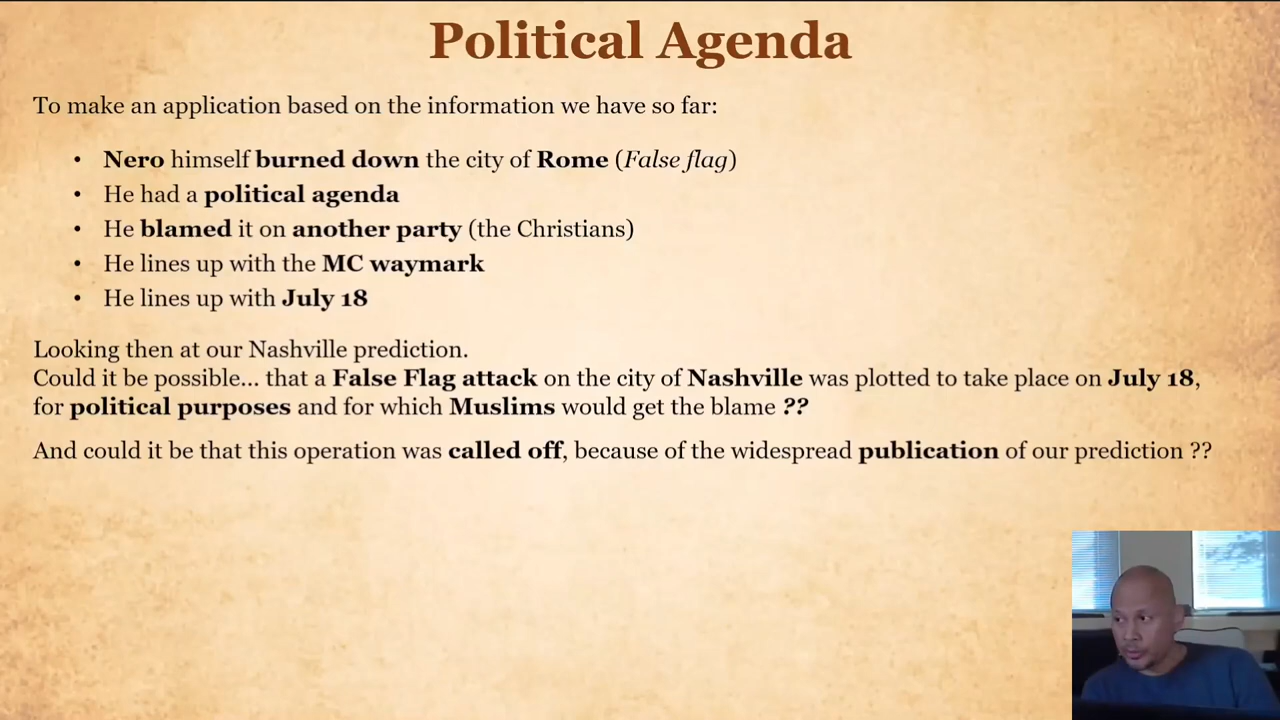 Political Agenda
To make an application based on the information we have so far:
• Nero himself burned down the city of Rome (False flag)
• He had a political agenda
• He blamed it on another party (the Christians)
• He lines up with the MC waymark
• He lines up with July 18
Looking then at our Nashville prediction.
Could it be possible... that a False Flag attack on the city of Nashville was plotted to take place on July 18,
for political purposes and for which Muslims would get the blame ??
And could it be that this operation was called off, because of the widespread publication of our prediction ??